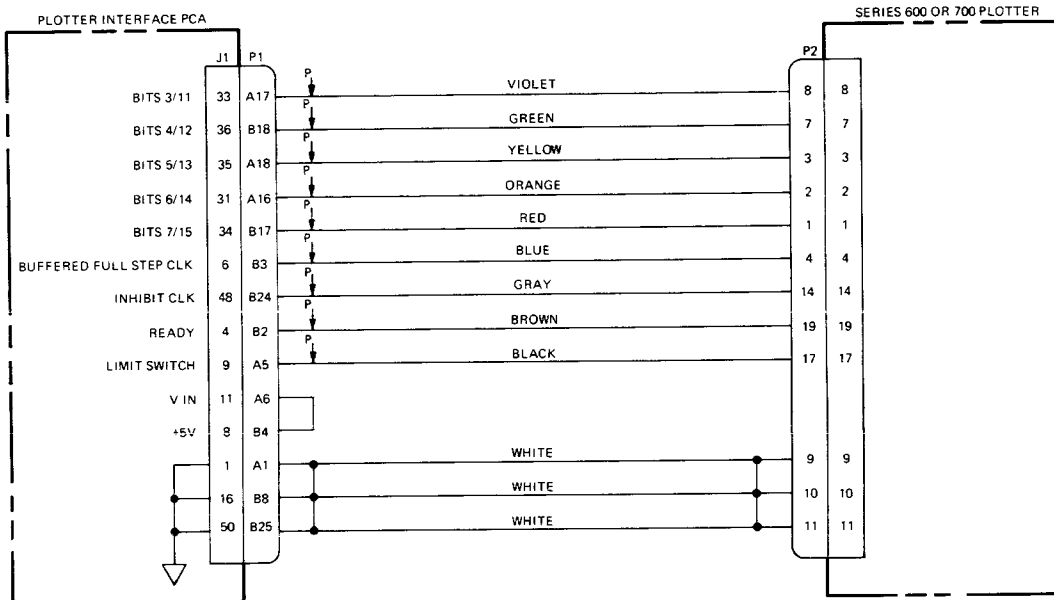 PLOTTER INTERFACE PCA
SERIES 600 OR 700 PLOTTER
J1 P1
P2
P
BITS 3/11 33 A17 VIOLET 8 8
P
BITS 4/12 36 B18 GREEN 7 7
P
BITS 5/13 35 A18 YELLOW 3 3
P
BITS 6/14 31 A16 ORANGE 2 2
P
BITS 7/15 34 B17 RED 1 1
P
BUFFERED FULL STEP CLK 6 B3 BLUE 4 4
P
INHIBIT CLK 48 B24 GRAY 14 14
P
READY 4 B2 BROWN 19 19
P
LIMIT SWITCH 9 A5 BLACK 17 17
V IN 11 A6
+5V 8 B4
1 A1 WHITE 9 9
16 B8 WHITE 10 10
50 B25 WHITE 11 11